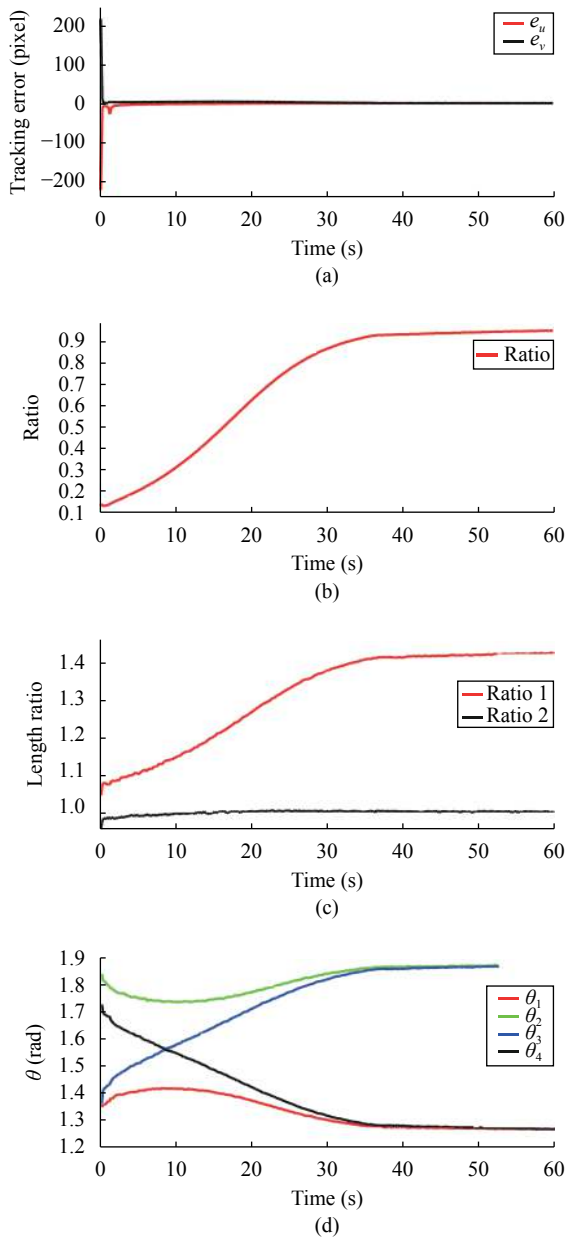 200
100
0
−100
−200
Tracking error (pixel)
e_u
e_v
0 10 20 30 40 50 60
Time (s)
(a)
0.9
0.8
0.7
0.6
0.5
0.4
0.3
0.2
0.1
Ratio
Ratio
0 10 20 30 40 50 60
Time (s)
(b)
1.4
1.3
1.2
1.1
1.0
Length ratio
Ratio 1
Ratio 2
0 10 20 30 40 50 60
Time (s)
(c)
1.9
1.8
1.7
1.6
1.5
1.4
1.3
1.2
θ (rad)
θ_1
θ_2
θ_3
θ_4
0 10 20 30 40 50 60
Time (s)
(d)